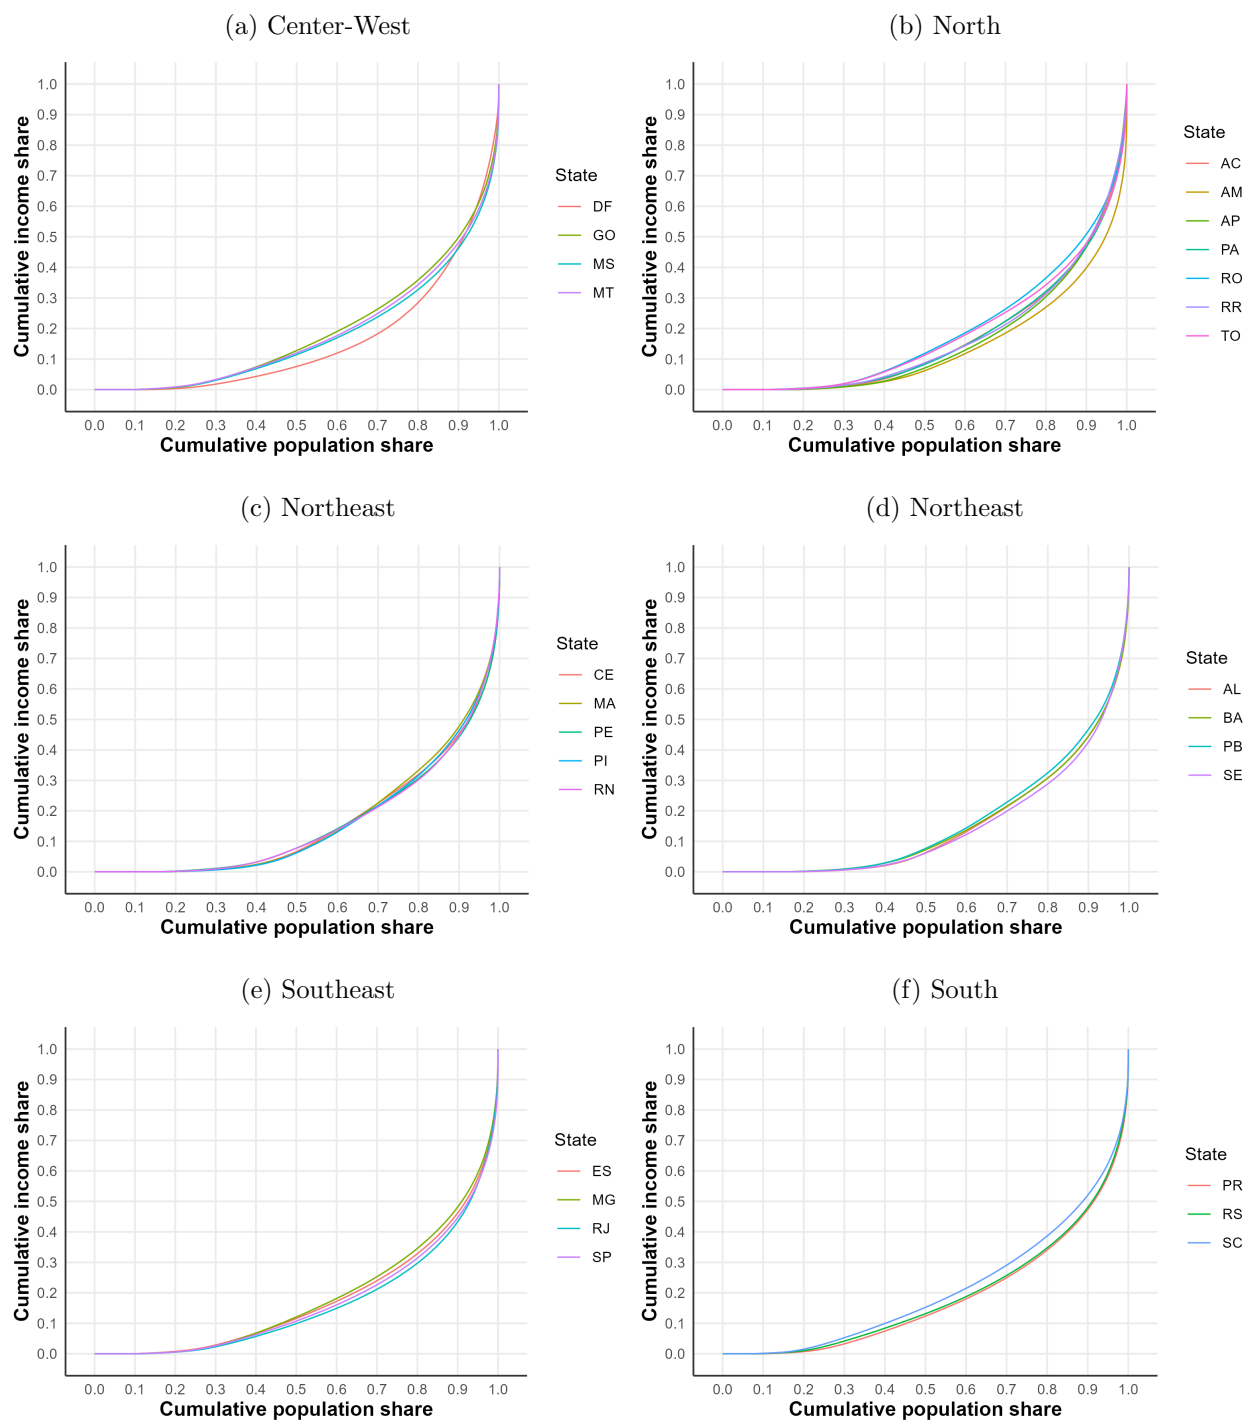 (a) Center-West
Cumulative income share
1.0
0.9
0.8
0.7
0.6
0.5
0.4
0.3
0.2
0.1
0.0
0.0 0.1 0.2 0.3 0.4 0.5 0.6 0.7 0.8 0.9 1.0
Cumulative population share
State
DF
GO
MS
MT
(b) North
Cumulative income share
1.0
0.9
0.8
0.7
0.6
0.5
0.4
0.3
0.2
0.1
0.0
0.0 0.1 0.2 0.3 0.4 0.5 0.6 0.7 0.8 0.9 1.0
Cumulative population share
State
AC
AM
AP
PA
RO
RR
TO
(c) Northeast
Cumulative income share
1.0
0.9
0.8
0.7
0.6
0.5
0.4
0.3
0.2
0.1
0.0
0.0 0.1 0.2 0.3 0.4 0.5 0.6 0.7 0.8 0.9 1.0
Cumulative population share
State
CE
MA
PE
PI
RN
(d) Northeast
Cumulative income share
1.0
0.9
0.8
0.7
0.6
0.5
0.4
0.3
0.2
0.1
0.0
0.0 0.1 0.2 0.3 0.4 0.5 0.6 0.7 0.8 0.9 1.0
Cumulative population share
State
AL
BA
PB
SE
(e) Southeast
Cumulative income share
1.0
0.9
0.8
0.7
0.6
0.5
0.4
0.3
0.2
0.1
0.0
0.0 0.1 0.2 0.3 0.4 0.5 0.6 0.7 0.8 0.9 1.0
Cumulative population share
State
ES
MG
RJ
SP
(f) South
Cumulative income share
1.0
0.9
0.8
0.7
0.6
0.5
0.4
0.3
0.2
0.1
0.0
0.0 0.1 0.2 0.3 0.4 0.5 0.6 0.7 0.8 0.9 1.0
Cumulative population share
State
PR
RS
SC